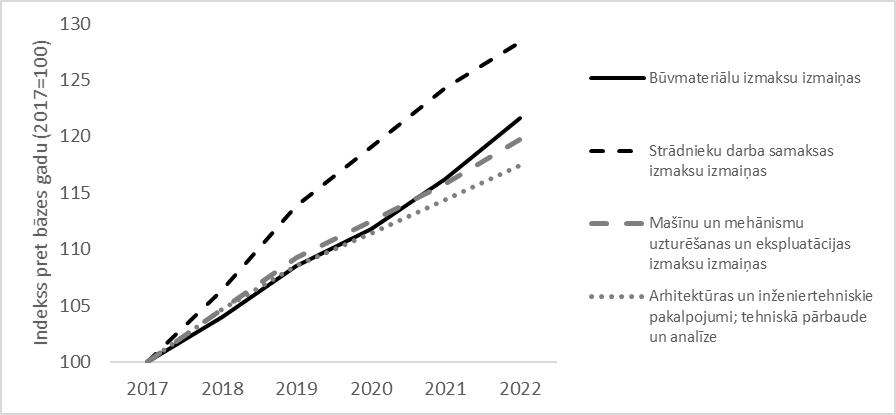 Indekss pret bāzes gadu (2017=100)
130
125
120
115
110
105
100
2017 2018 2019 2020 2021 2022
Būvmateriālu izmaksu izmaiņas
Strādnieku darba samaksas
izmaksu izmaiņas
Mašīnu un mehānismu
uzturēšanas un ekspluatācijas
izmaksu izmaiņas
Arhitektūras un inženiertehniskie
pakalpojumi; tehniskā pārbaude
un analīze